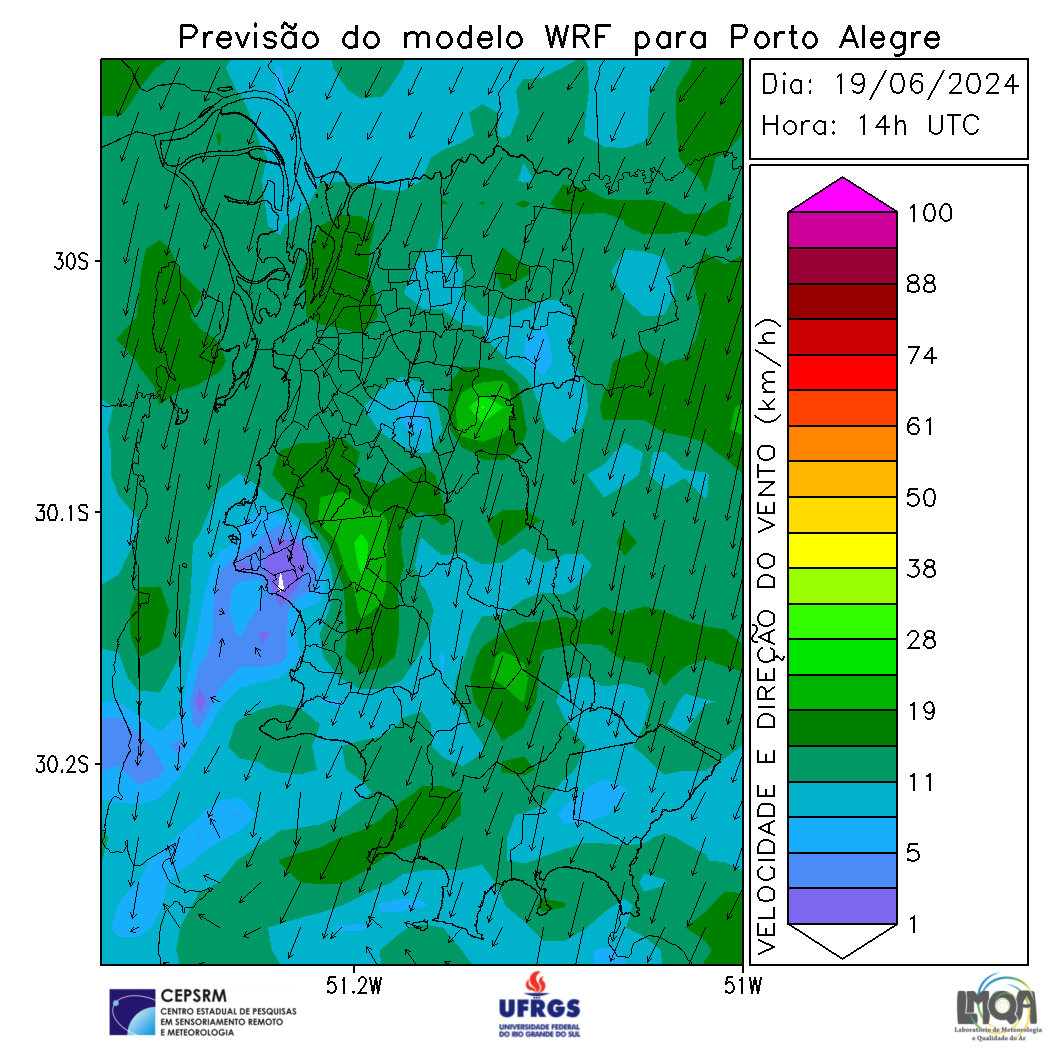 Previsão do modelo WRF para Porto Alegre
Dia: 19/06/2024
Hora: 14h UTC
30S
30.1S
30.2S
51.2W
51W
VELOCIDADE E DIREÇÃO DO VENTO (km/h)
100
88
74
61
50
38
28
19
11
5
1
CEPSRM
CENTRO ESTADUAL DE PESQUISAS
EM SENSORIAMENTO REMOTO
E METEOROLOGIA
UFRGS
UNIVERSIDADE FEDERAL
DO RIO GRANDE DO SUL
LMQA
Laboratório de Meteorologia
e Qualidade do Ar